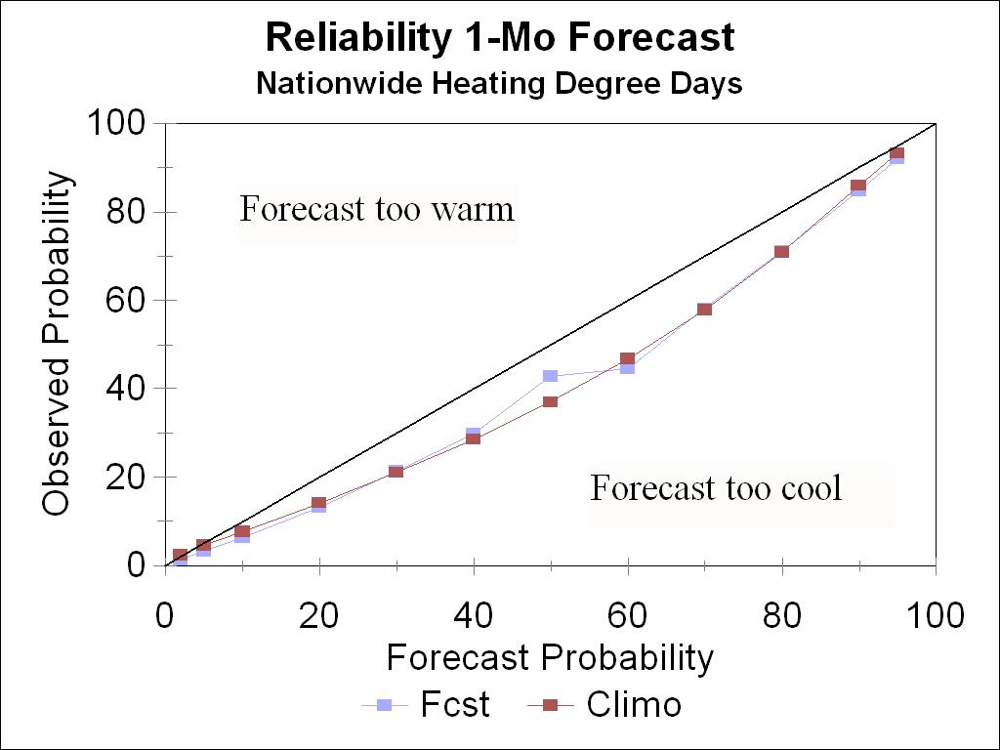 Reliability 1-Mo Forecast
Nationwide Heating Degree Days
100
80
60
40
20
0
Observed Probability
Forecast too warm
Forecast too cool
0 20 40 60 80 100
Forecast Probability
Fcst Climo